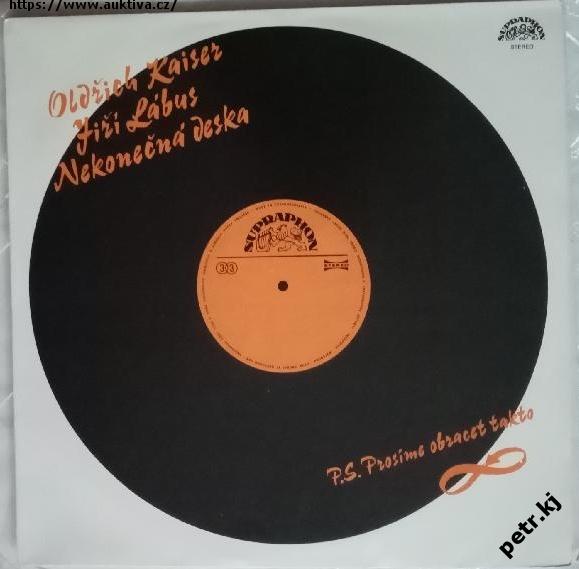 https://www.auktiva.cz/
SUPRAPHON
STEREO
Oldřich Kaiser
Jiří Lábus
Nekonečná deska
SUPRAPHON
33
STEREO
P.S. Prosíme obracet takto
petr.kj